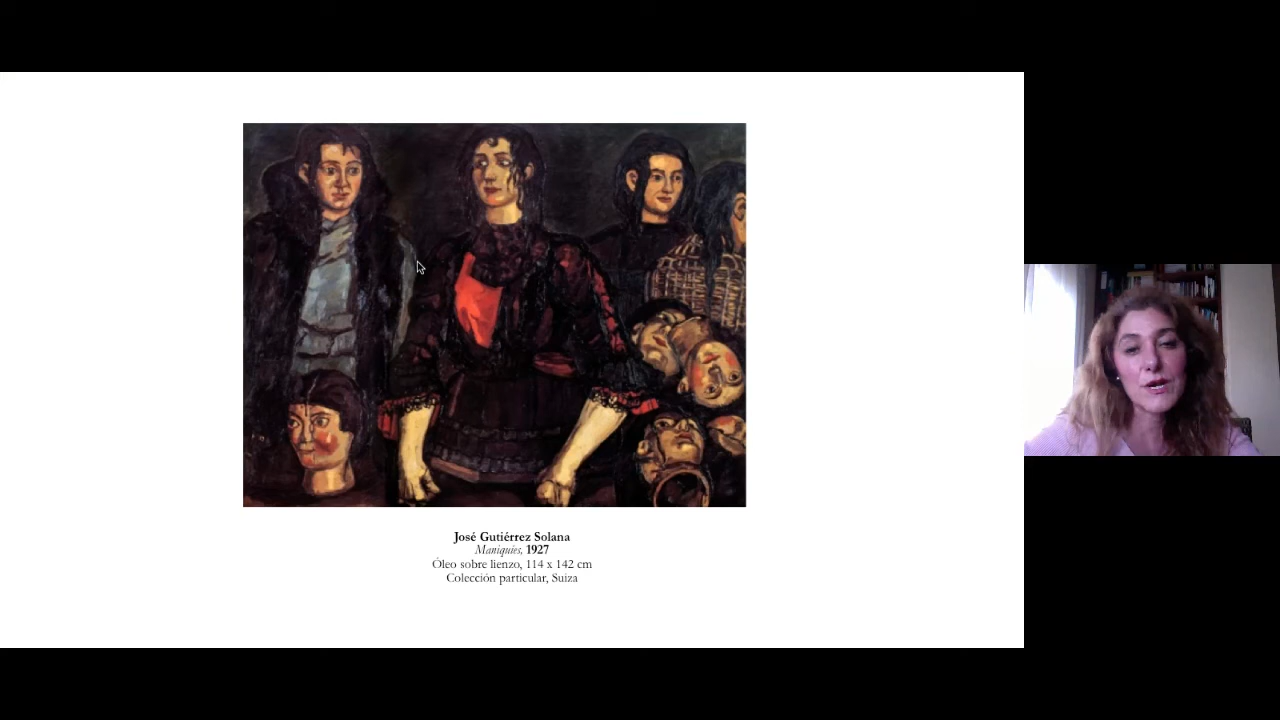 José Gutiérrez Solana
Maniquíes, 1927
Óleo sobre lienzo, 114 x 142 cm
Colección particular, Suiza